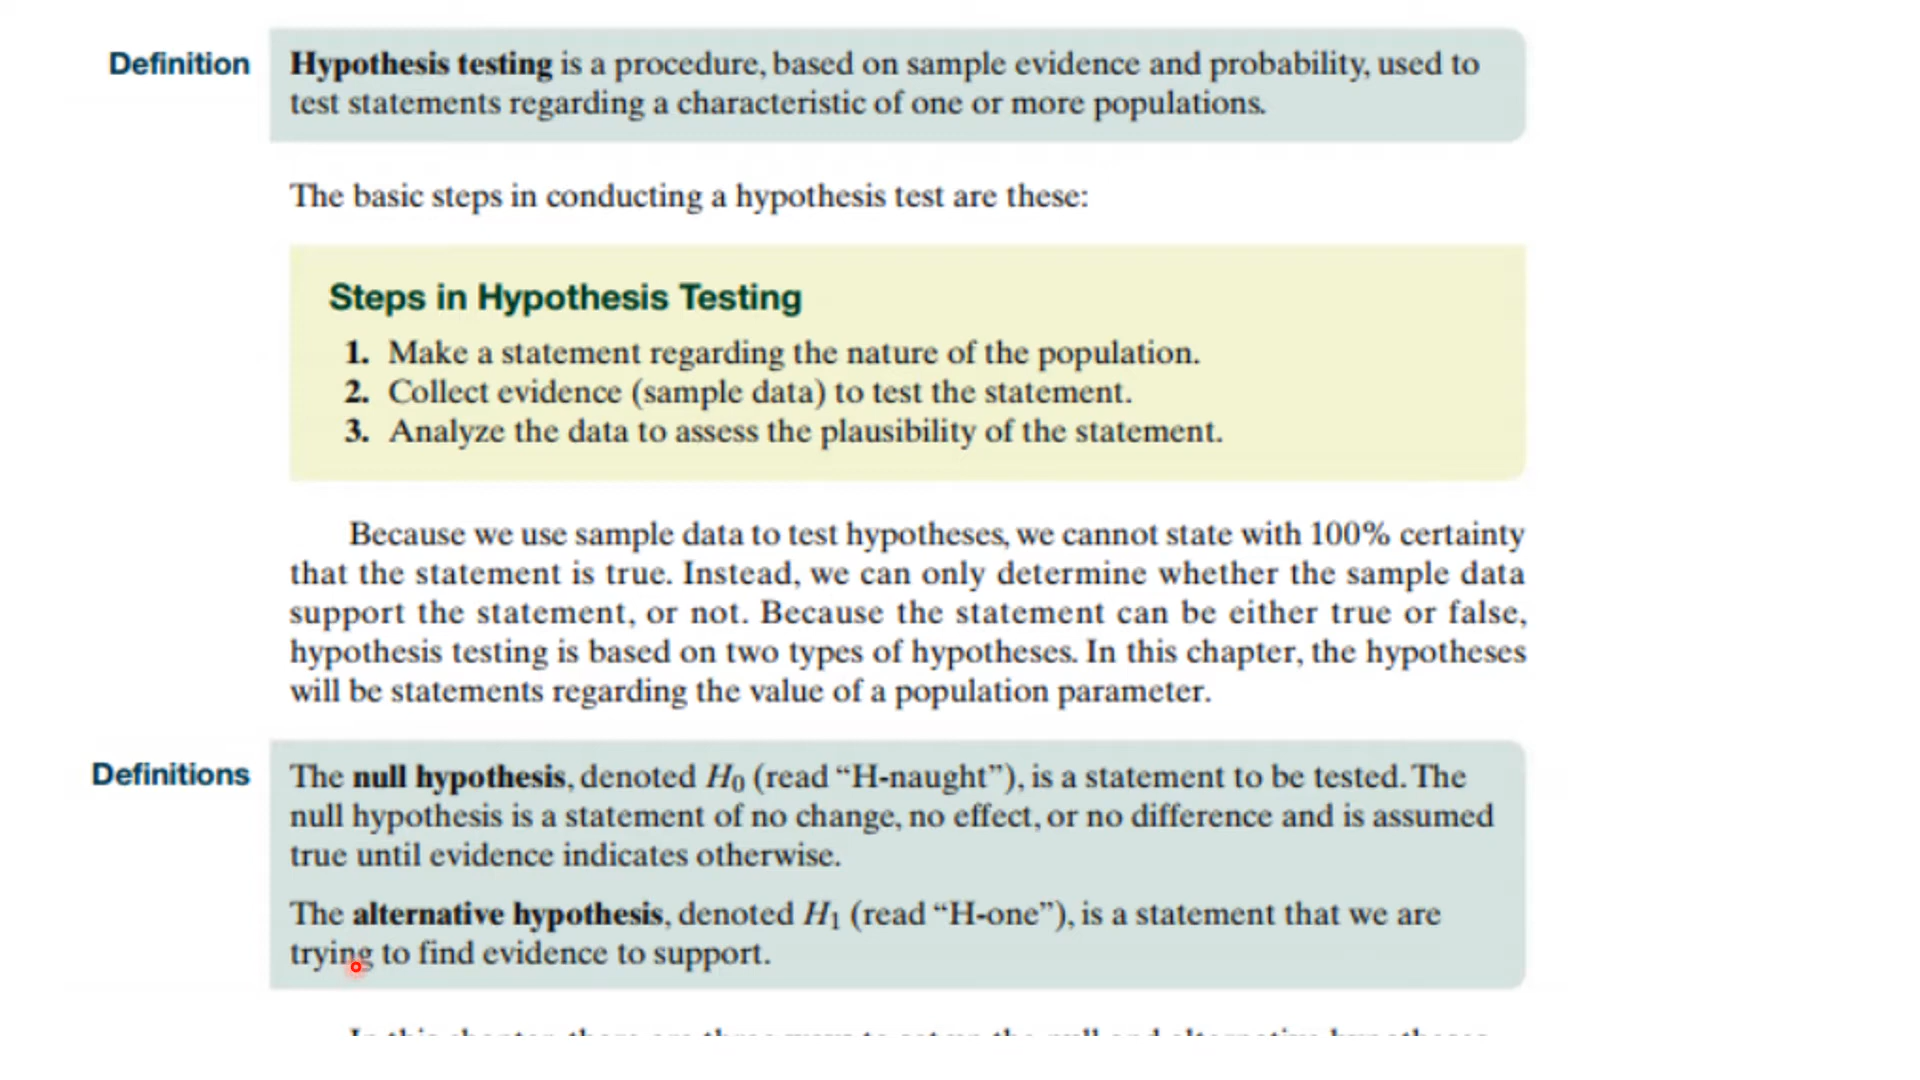 Definition
Hypothesis testing is a procedure, based on sample evidence and probability, used to
test statements regarding a characteristic of one or more populations.
The basic steps in conducting a hypothesis test are these:
Steps in Hypothesis Testing
1. Make a statement regarding the nature of the population.
2. Collect evidence (sample data) to test the statement.
3. Analyze the data to assess the plausibility of the statement.
Because we use sample data to test hypotheses, we cannot state with 100% certainty
that the statement is true. Instead, we can only determine whether the sample data
support the statement, or not. Because the statement can be either true or false,
hypothesis testing is based on two types of hypotheses. In this chapter, the hypotheses
will be statements regarding the value of a population parameter.
Definitions
The null hypothesis, denoted H₀ (read “H-naught”), is a statement to be tested. The
null hypothesis is a statement of no change, no effect, or no difference and is assumed
true until evidence indicates otherwise.
The alternative hypothesis, denoted H₁ (read “H-one”), is a statement that we are
trying to find evidence to support.